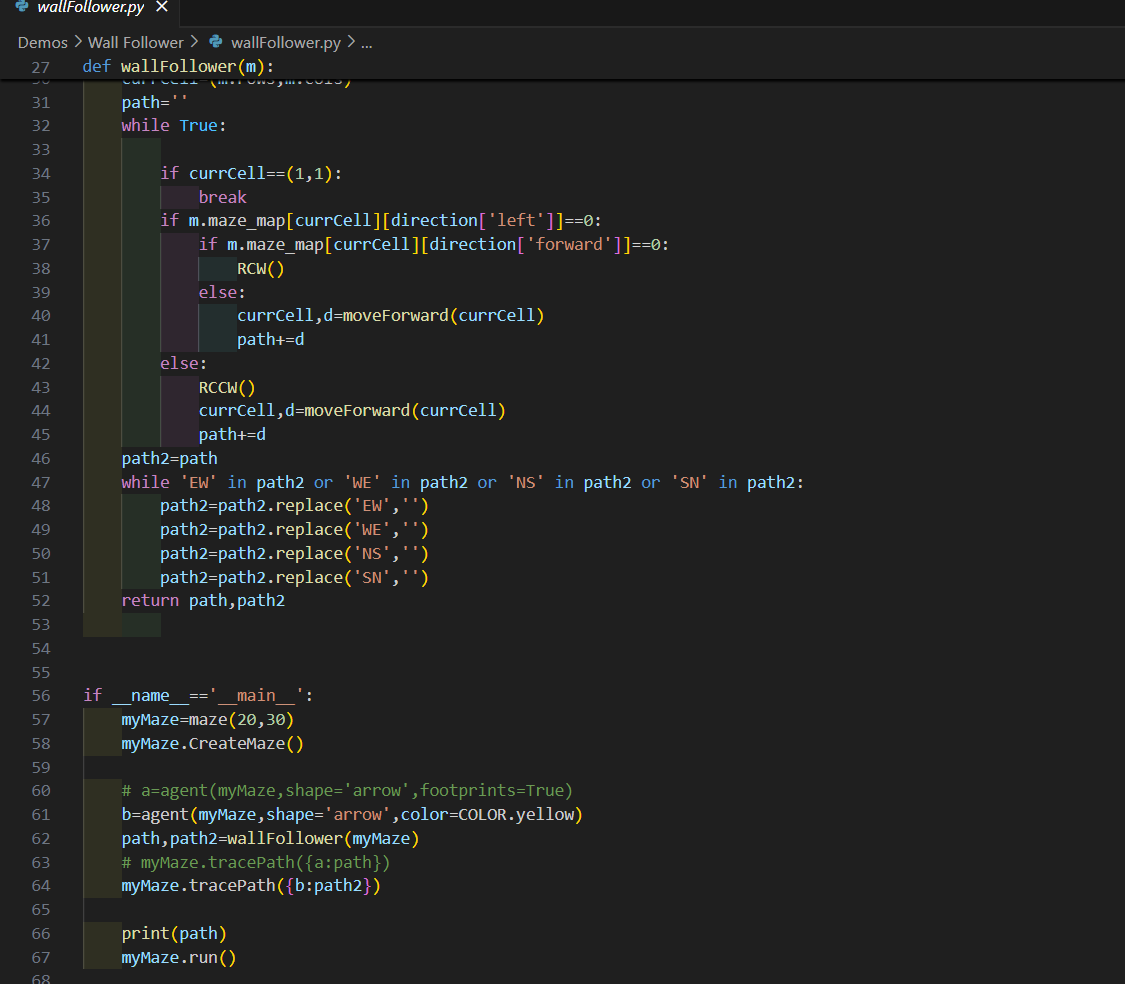 wallFollower.py
Demos > Wall Follower > wallFollower.py > ...
27 def wallFollower(m):
30 currCell=(m.rows,m.cols)
31 path=''
32 while True:
33
34 if currCell==(1,1):
35 break
36 if m.maze_map[currCell][direction['left']]==0:
37 if m.maze_map[currCell][direction['forward']]==0:
38 RCW()
39 else:
40 currCell,d=moveForward(currCell)
41 path+=d
42 else:
43 RCCW()
44 currCell,d=moveForward(currCell)
45 path+=d
46 path2=path
47 while 'EW' in path2 or 'WE' in path2 or 'NS' in path2 or 'SN' in path2:
48 path2=path2.replace('EW','')
49 path2=path2.replace('WE','')
50 path2=path2.replace('NS','')
51 path2=path2.replace('SN','')
52 return path,path2
53
54
55
56 if __name__=='__main__':
57 myMaze=maze(20,30)
58 myMaze.CreateMaze()
59
60 # a=agent(myMaze,shape='arrow',footprints=True)
61 b=agent(myMaze,shape='arrow',color=COLOR.yellow)
62 path,path2=wallFollower(myMaze)
63 # myMaze.tracePath({a:path})
64 myMaze.tracePath({b:path2})
65
66 print(path)
67 myMaze.run()
68